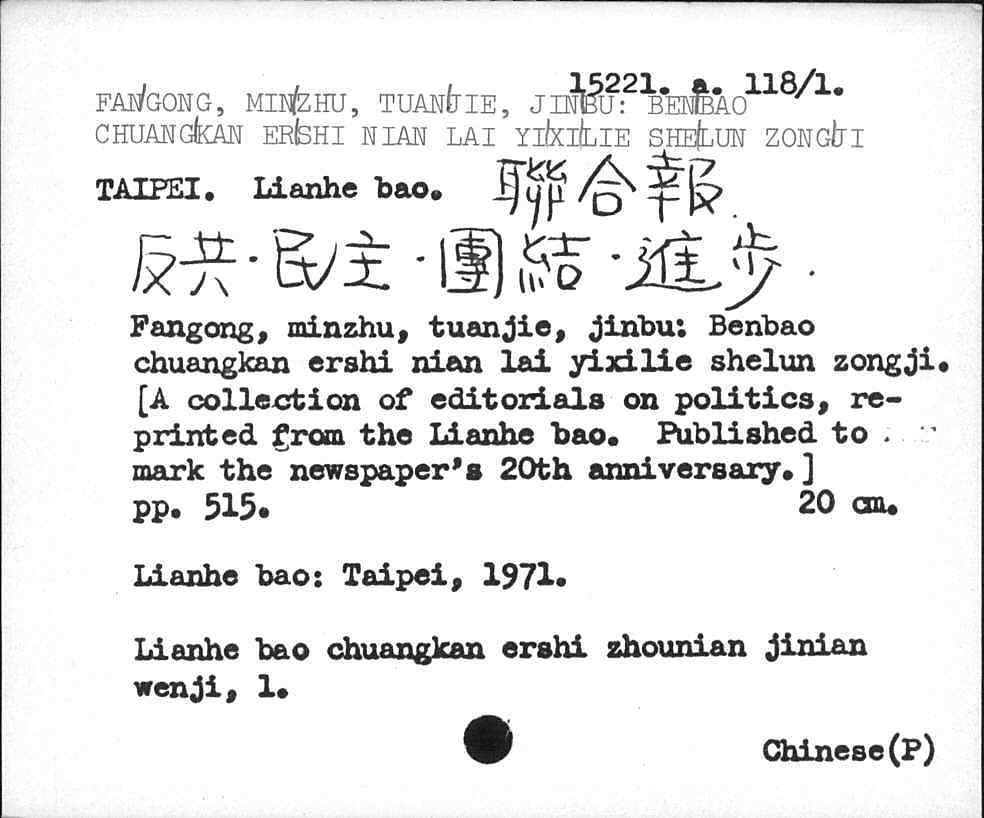 15221. a. 118/1.
FAN/GONG, MIN/ZHU, TUAN/JIE, JIN/BU: BEN/BAO
CHUANG/KAN ER/SHI NIAN LAI YI/XI/LIE SHE/LUN ZONG/JI
TAIPEI. Lianhe bao. 聯合報.
反共·民主·團結·進步.
Fangong, minzhu, tuanjie, jinbu: Benbao
chuangkan ershi nian lai yixilie shelun zongji.
[A collection of editorials on politics, re-
printed from the Lianhe bao. Published to
mark the newspaper's 20th anniversary.]
pp. 515. 20 cm.
Lianhe bao: Taipei, 1971.
Lianhe bao chuangkan ershi zhounian jinian
wenji, 1.
Chinese(P)